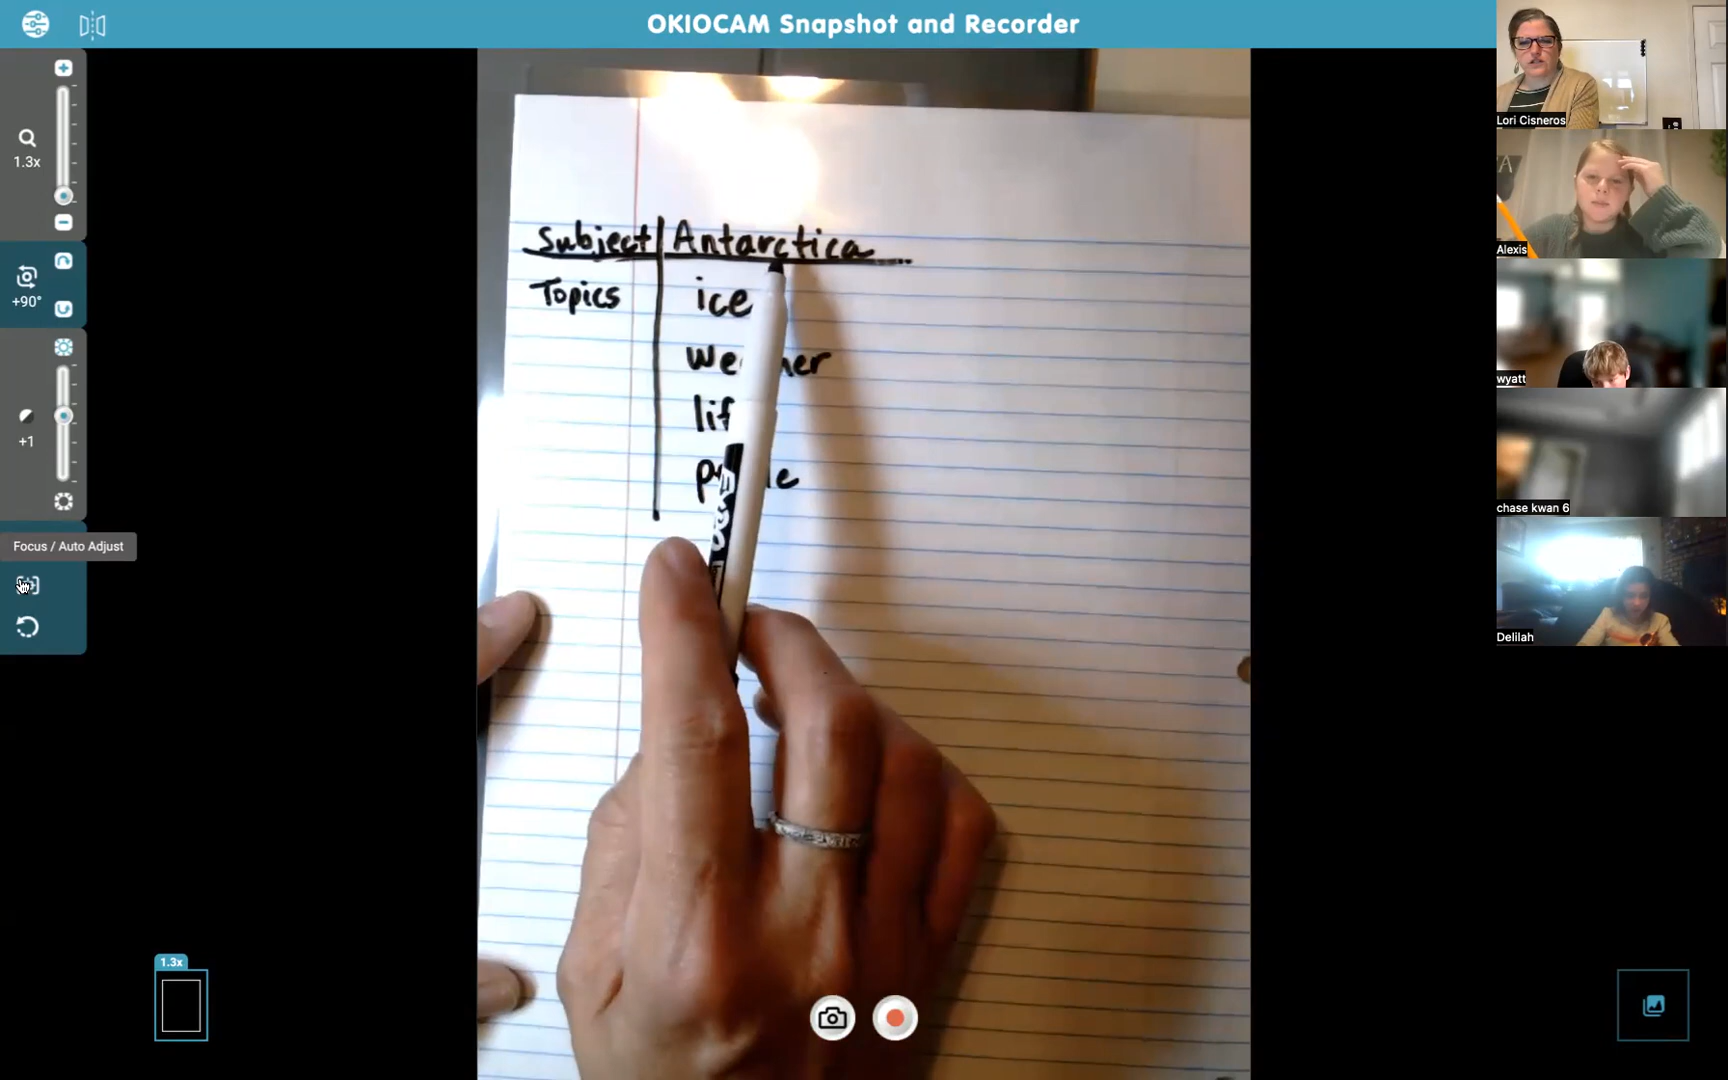 OKIOCAM Snapshot and Recorder
1.3x
+90°
+1
Focus / Auto Adjust
1.3x
Subject Antarctica
Topics ice
Lori Cisneros
Alexis
wyatt
chase kwan 6
Delilah